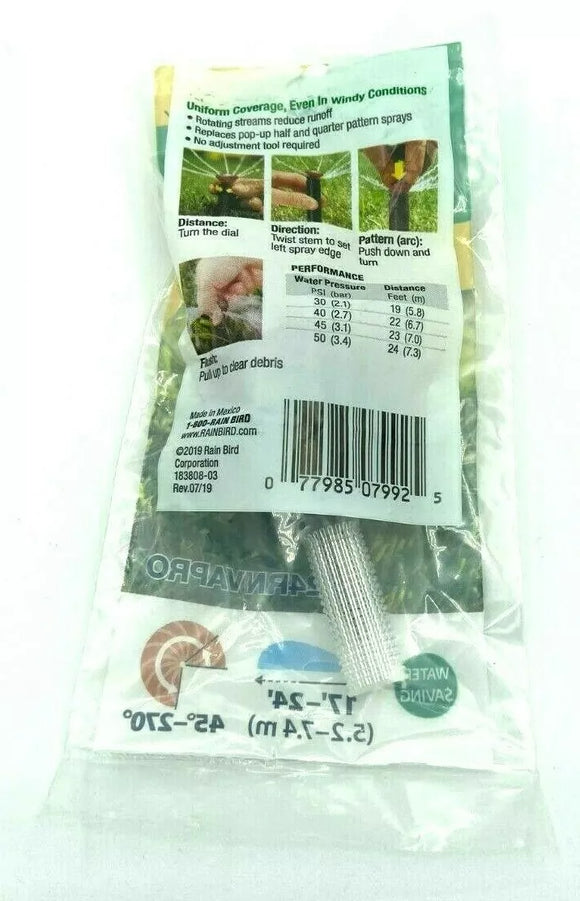 Uniform Coverage, Even In Windy Conditions
• Rotating streams reduce runoff
• Replaces pop-up half and quarter pattern sprays
• No adjustment tool required
Distance:
Turn the dial
Direction:
Twist stem to set
left spray edge
Pattern (arc):
Push down and
turn
Flush:
Pull up to clear debris
PERFORMANCE
Water Pressure Distance
PSI (bar) Feet (m)
30 (2.1) 19 (5.8)
40 (2.7) 22 (6.7)
45 (3.1) 23 (7.0)
50 (3.4) 24 (7.3)
Made in Mexico
1-800-RAIN BIRD
www.RAINBIRD.com
©2019 Rain Bird
Corporation
183808-03
Rev.07/19
0 77985 07992 5
24RNVAPRO®
WATER
SAVING
17'-24'
(5.2-7.4 m)
45°-270°